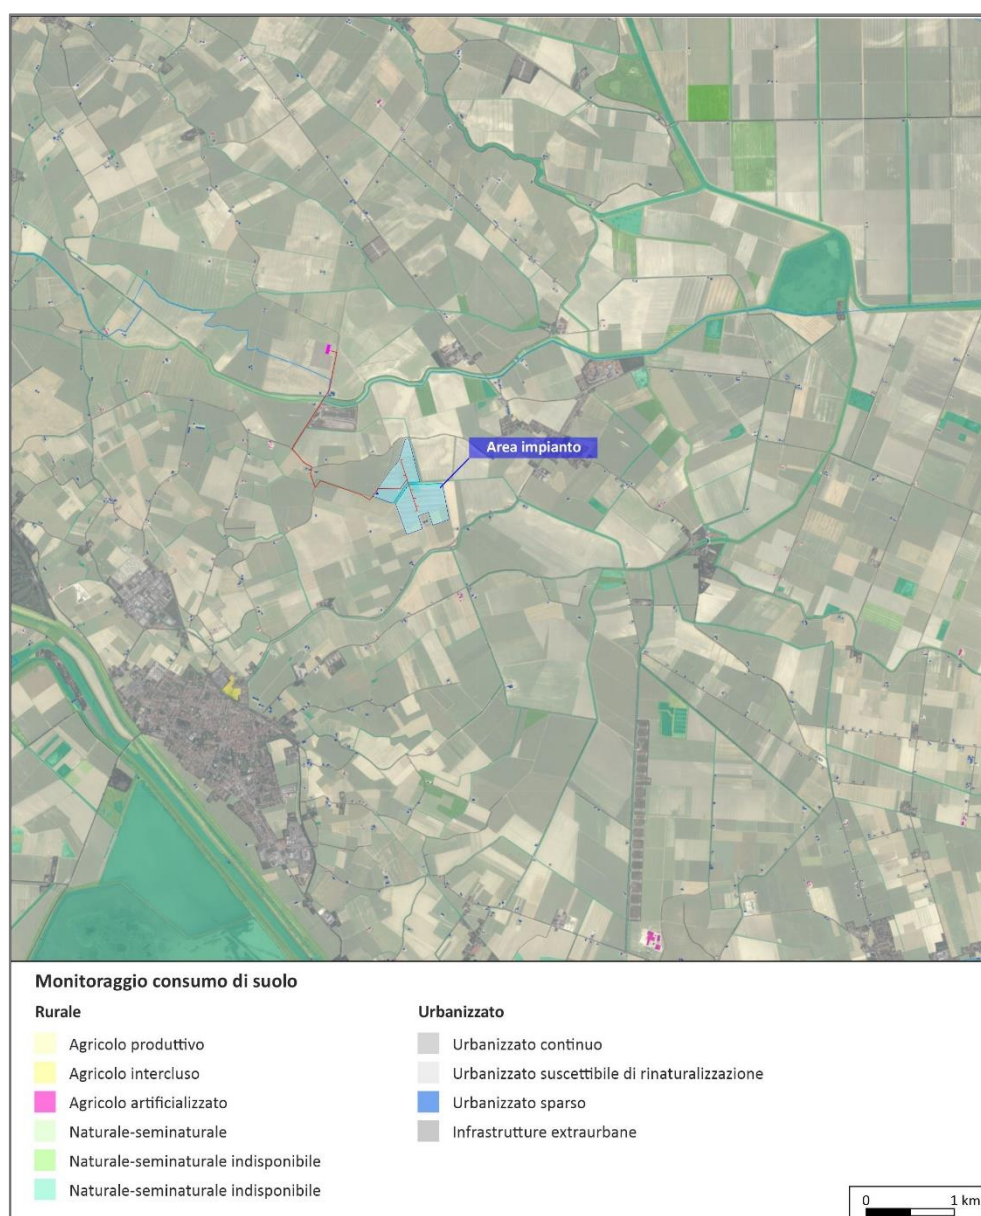 Area impianto
Monitoraggio consumo di suolo
Rurale
Agricolo produttivo
Agricolo intercluso
Agricolo artificializzato
Naturale-seminaturale
Naturale-seminaturale indisponibile
Naturale-seminaturale indisponibile
Urbanizzato
Urbanizzato continuo
Urbanizzato suscettibile di rinaturalizzazione
Urbanizzato sparso
Infrastrutture extraurbane
0 1 km